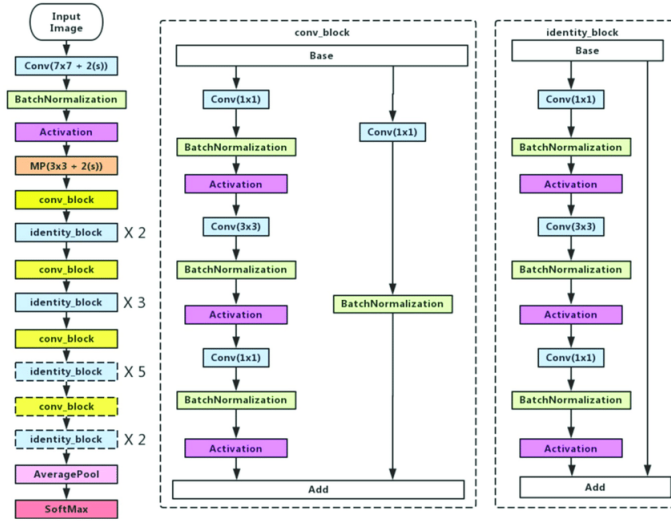 Input
Image
Conv(7x7 + 2(s))
BatchNormalization
Activation
MP(3x3 + 2(s))
conv_block
identity_block X 2
conv_block
identity_block X 3
conv_block
identity_block X 5
conv_block
identity_block X 2
AveragePool
SoftMax
conv_block
Base
Conv(1x1)
BatchNormalization
Activation
Conv(3x3)
BatchNormalization
Activation
Conv(1x1)
BatchNormalization
Activation
Conv(1x1)
BatchNormalization
Add
identity_block
Base
Conv(1x1)
BatchNormalization
Activation
Conv(3x3)
BatchNormalization
Activation
Conv(1x1)
BatchNormalization
Activation
Add